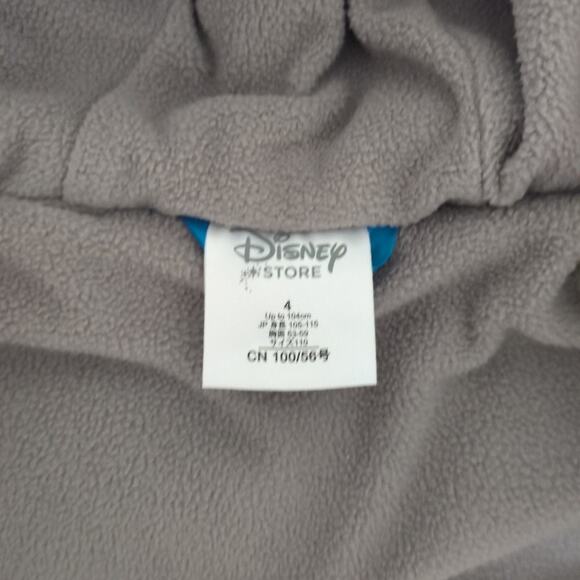 Disney
STORE
4
Up to 104cm
JP 身長 105-115
胸囲 53-59
サイズ110
CN 100/56号